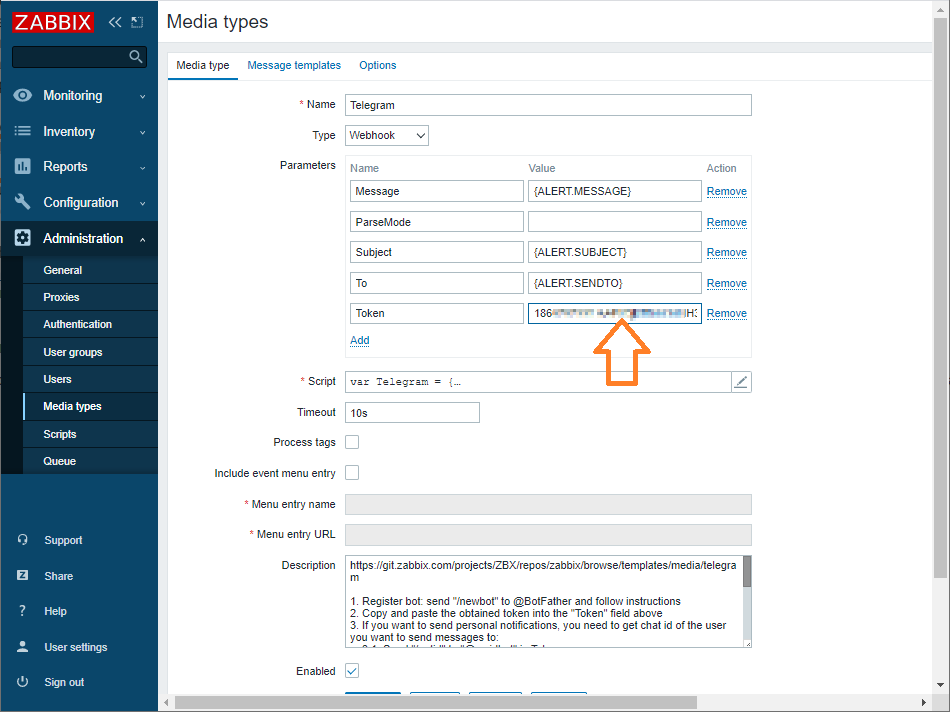 ZABBIX
Media types
Media type Message templates Options
Monitoring
Inventory
Reports
Configuration
Administration
General
Proxies
Authentication
User groups
Users
Media types
Scripts
Queue
Support
Share
Help
User settings
Sign out
* Name Telegram
Type Webhook
Parameters Name Value Action
Message {ALERT.MESSAGE} Remove
ParseMode Remove
Subject {ALERT.SUBJECT} Remove
To {ALERT.SENDTO} Remove
Token Remove
Add
* Script var Telegram = {…
Timeout 10s
Process tags
Include event menu entry
* Menu entry name
* Menu entry URL
Description https://git.zabbix.com/projects/ZBX/repos/zabbix/browse/templates/media/telegra
m
1. Register bot: send "/newbot" to @BotFather and follow instructions
2. Copy and paste the obtained token into the "Token" field above
3. If you want to send personal notifications, you need to get chat id of the user
you want to send messages to:
Enabled